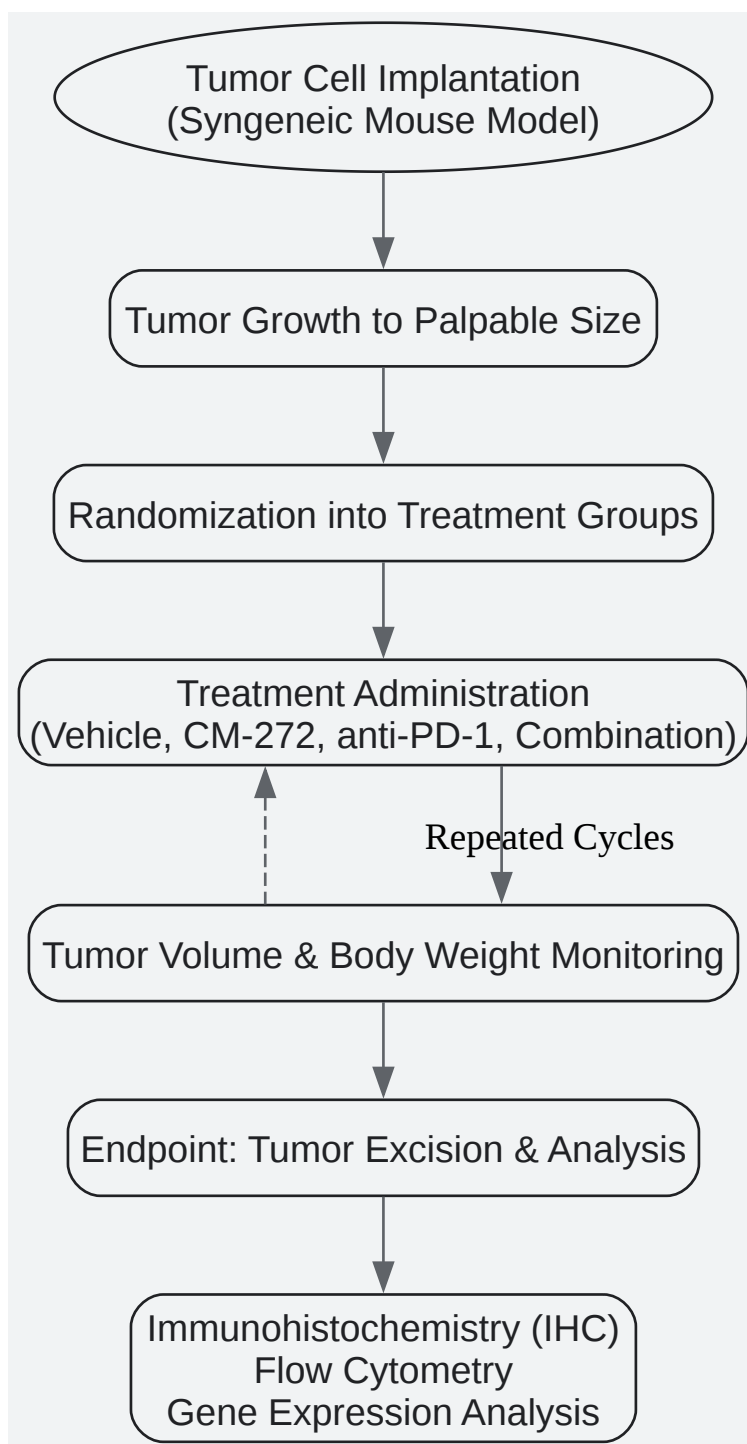 Tumor Cell Implantation
(Syngeneic Mouse Model)
Tumor Growth to Palpable Size
Randomization into Treatment Groups
Treatment Administration
(Vehicle, CM-272, anti-PD-1, Combination)
Repeated Cycles
Tumor Volume & Body Weight Monitoring
Endpoint: Tumor Excision & Analysis
Immunohistochemistry (IHC)
Flow Cytometry
Gene Expression Analysis